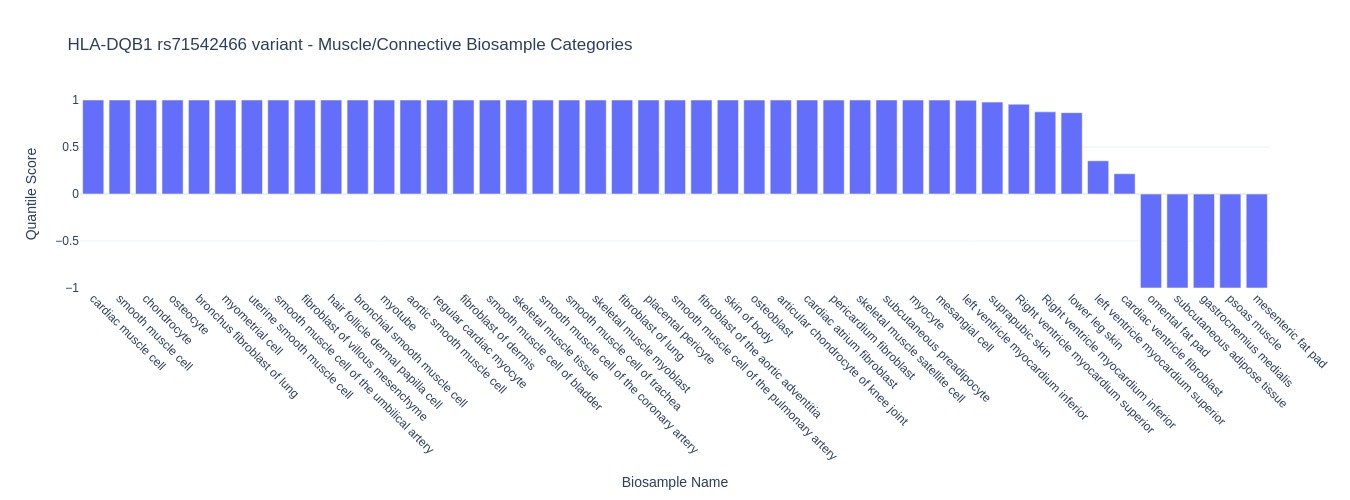 HLA-DQB1 rs71542466 variant - Muscle/Connective Biosample Categories
Quantile Score
1
0.5
0
−0.5
−1
cardiac muscle cell
smooth muscle cell
chondrocyte
osteocyte
bronchus fibroblast of lung
myometrial cell
uterine smooth muscle cell
smooth muscle cell of the umbilical artery
fibroblast of villous mesenchyme
hair follicle dermal papilla cell
bronchial smooth muscle cell
myotube
aortic smooth muscle cell
regular cardiac myocyte
fibroblast of dermis
smooth muscle cell of bladder
skeletal muscle tissue
smooth muscle cell of the coronary artery
smooth muscle cell of trachea
skeletal muscle myoblast
fibroblast of lung
placental pericyte
smooth muscle cell of the pulmonary artery
fibroblast of the aortic adventitia
skin of body
osteoblast
articular chondrocyte of knee joint
cardiac atrium fibroblast
pericardium fibroblast
skeletal muscle satellite cell
subcutaneous preadipocyte
myocyte
mesangial cell
left ventricle myocardium inferior
suprapubic skin
Right ventricle myocardium superior
Right ventricle myocardium inferior
lower leg skin
left ventricle myocardium superior
cardiac ventricle fibroblast
omental fat pad
subcutaneous adipose tissue
gastrocnemius medialis
psoas muscle
mesenteric fat pad
Biosample Name